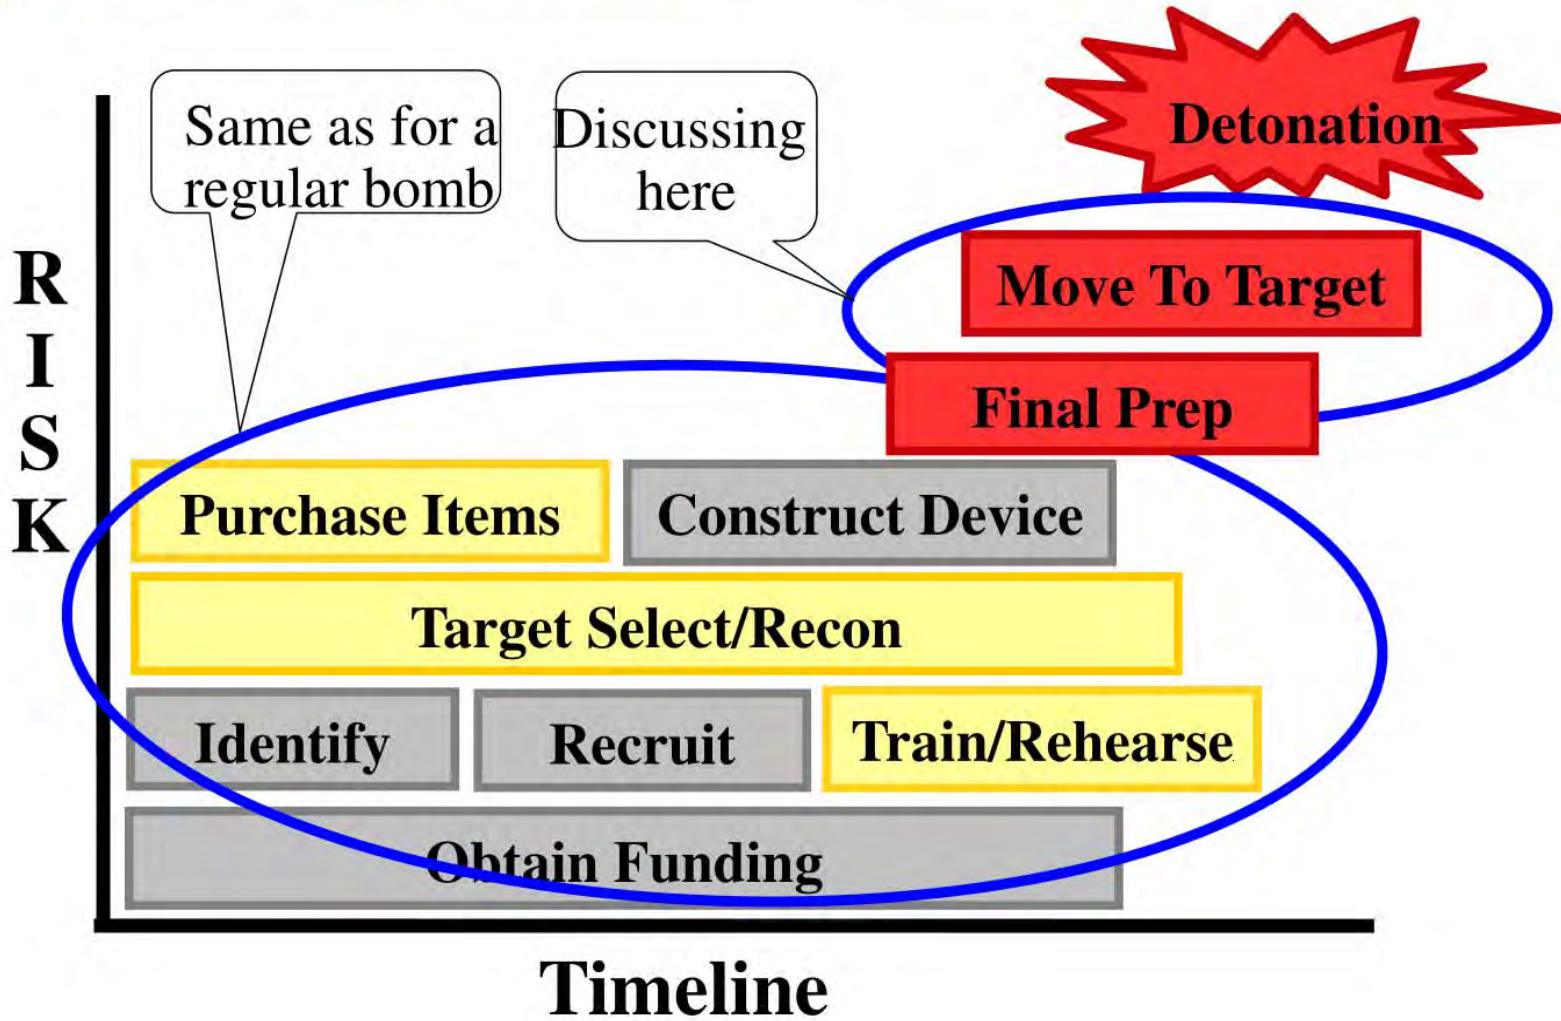 Same as for a
regular bomb
Discussing
here
Detonation
Move To Target
Final Prep
R
I
S
K
Purchase Items
Construct Device
Target Select/Recon
Identify
Recruit
Train/Rehearse
Obtain Funding
Timeline